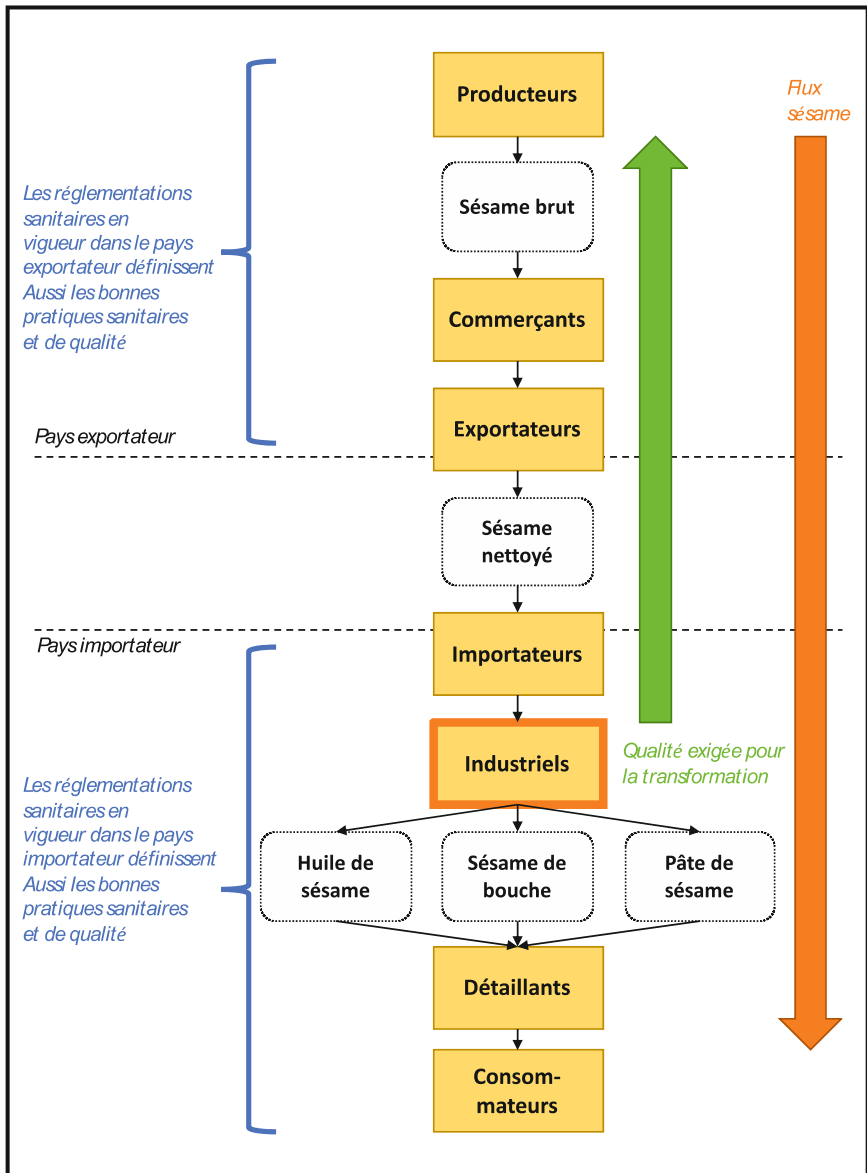 Producteurs
Flux
sésame
Sésame brut
Les réglementations
sanitaires en
vigueur dans le pays
exportateur définissent
Aussi les bonnes
pratiques sanitaires
et de qualité
Commerçants
Exportateurs
Pays exportateur
Sésame
nettoyé
Pays importateur
Importateurs
Industriels
Qualité exigée pour
la transformation
Les réglementations
sanitaires en
vigueur dans le pays
importateur définissent
Aussi les bonnes
pratiques sanitaires
et de qualité
Huile de
sésame
Sésame de
bouche
Pâte de
sésame
Détaillants
Consom-
mateurs